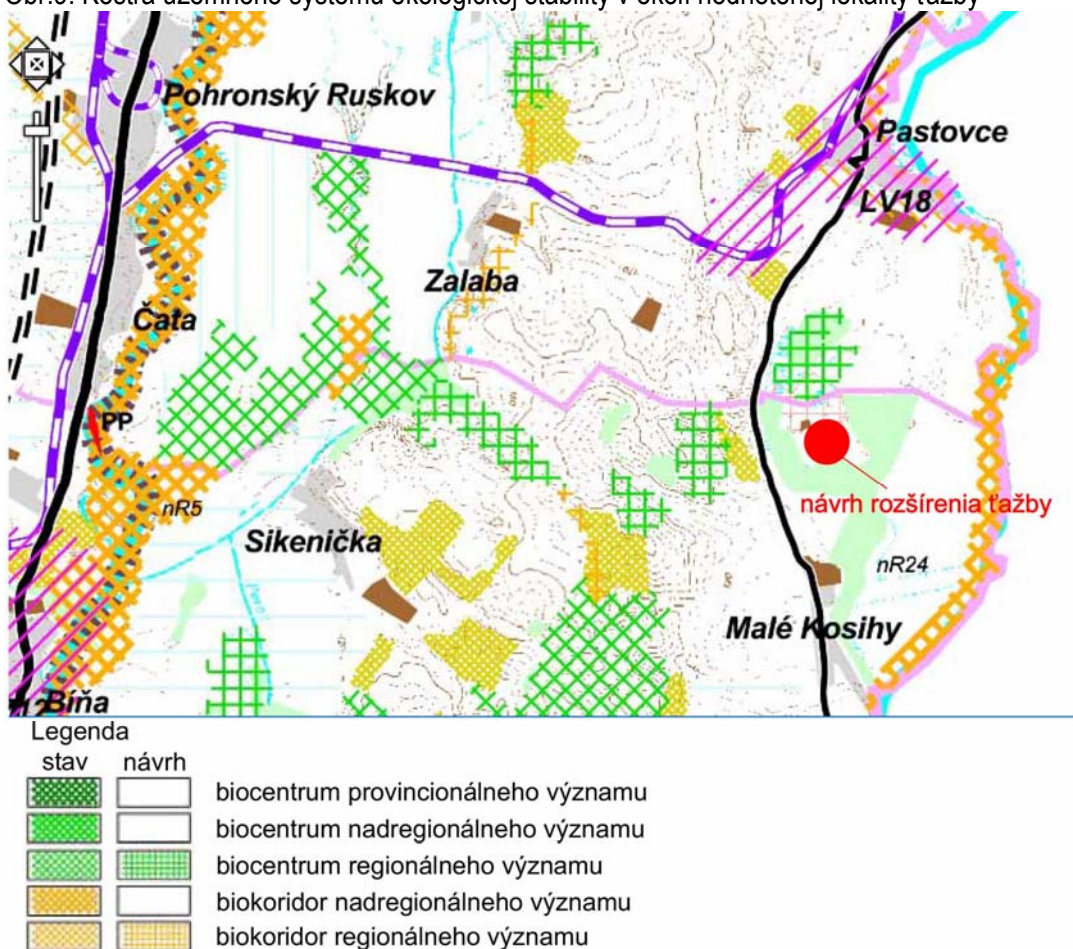 Pohronský Ruskov
Pastovce
LV18
Zalaba
Čata
PP
návrh rozšírenia ťažby
nR5
Sikenička
nR24
Malé Kosihy
Bíňa
Legenda
stav návrh
biocentrum provincionálneho významu
biocentrum nadregionálneho významu
biocentrum regionálneho významu
biokoridor nadregionálneho významu
biokoridor regionálneho významu